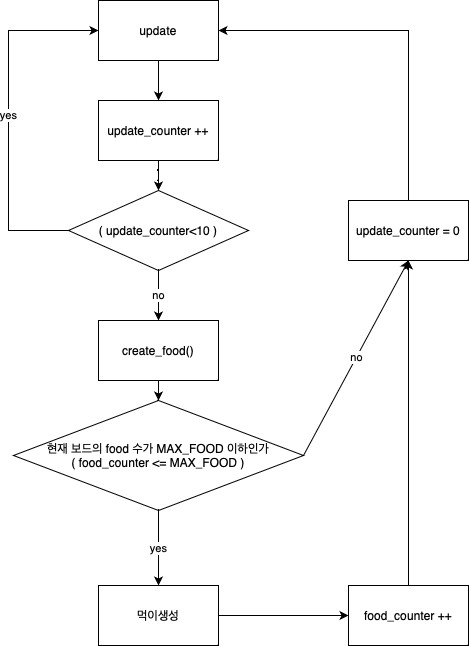 update
yes
update_counter ++
( update_counter<10 )
update_counter = 0
no
create_food()
no
현재 보드의 food 수가 MAX_FOOD 이하인가
( food_counter <= MAX_FOOD )
yes
먹이생성
food_counter ++